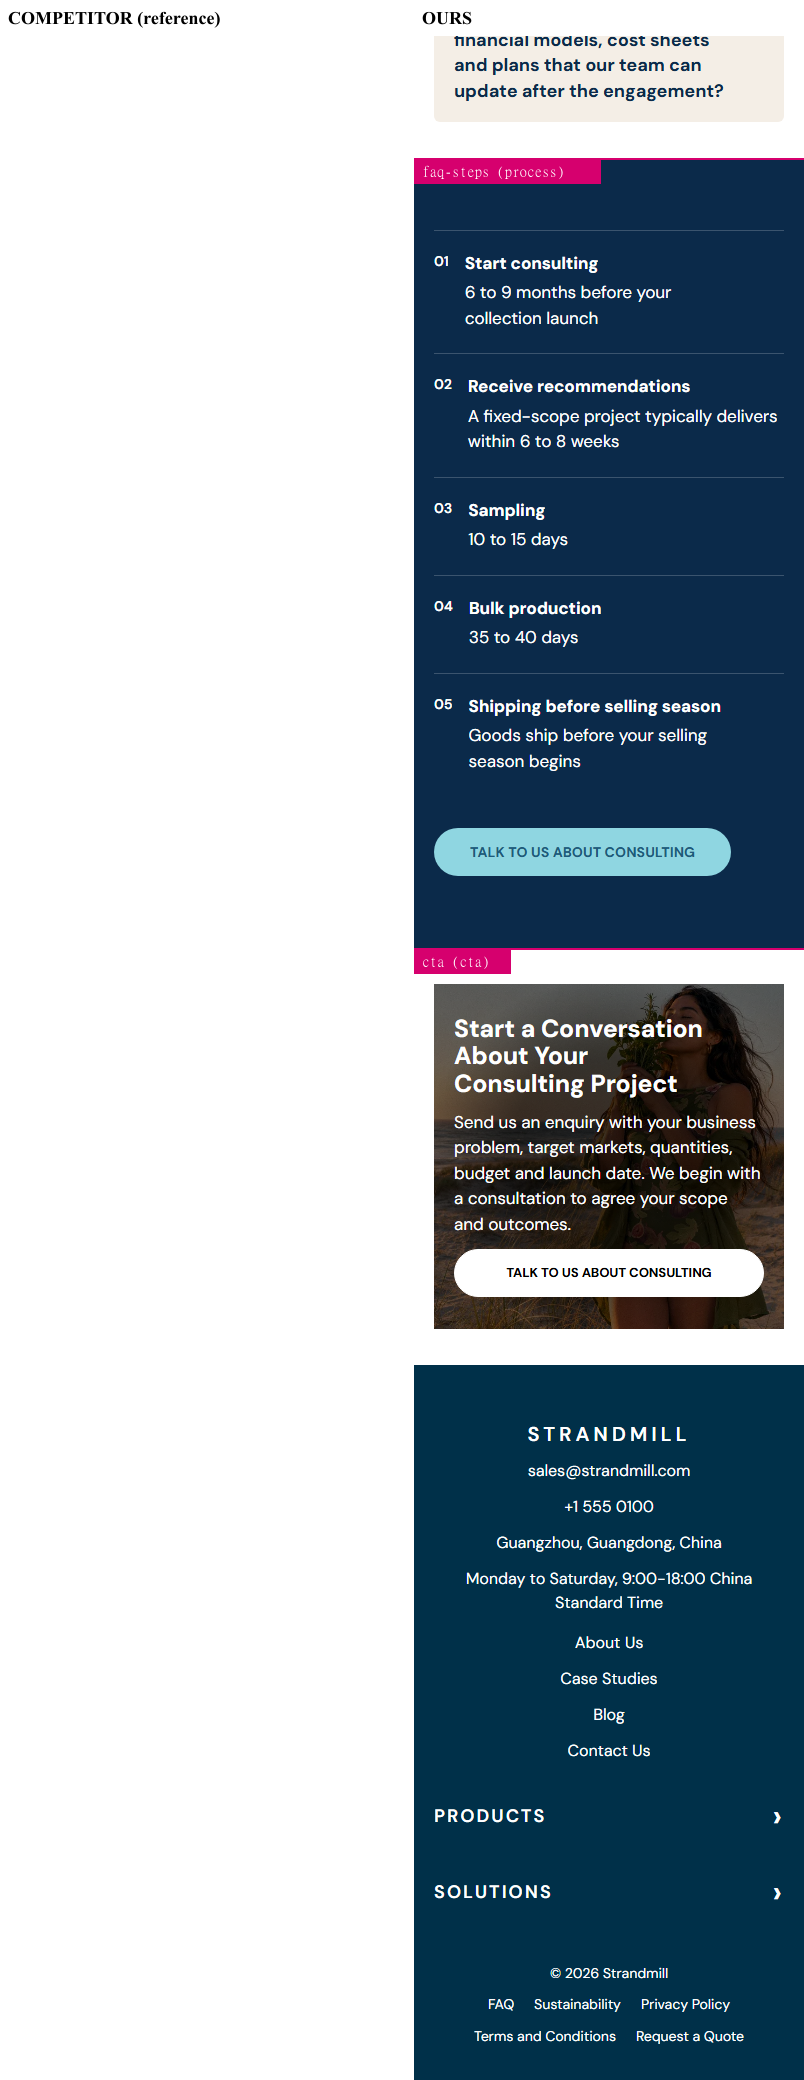 COMPETITOR (reference)
OURS
financial models, cost sheets
and plans that our team can
update after the engagement?
faq-steps (process)
01 Start consulting
6 to 9 months before your
collection launch
02 Receive recommendations
A fixed-scope project typically delivers
within 6 to 8 weeks
03 Sampling
10 to 15 days
04 Bulk production
35 to 40 days
05 Shipping before selling season
Goods ship before your selling
season begins
TALK TO US ABOUT CONSULTING
cta (cta)
Start a Conversation
About Your
Consulting Project
Send us an enquiry with your business
problem, target markets, quantities,
budget and launch date. We begin with
a consultation to agree your scope
and outcomes.
TALK TO US ABOUT CONSULTING
STRANDMILL
sales@strandmill.com
+1 555 0100
Guangzhou, Guangdong, China
Monday to Saturday, 9:00-18:00 China
Standard Time
About Us
Case Studies
Blog
Contact Us
PRODUCTS
SOLUTIONS
© 2026 Strandmill
FAQ Sustainability Privacy Policy
Terms and Conditions Request a Quote